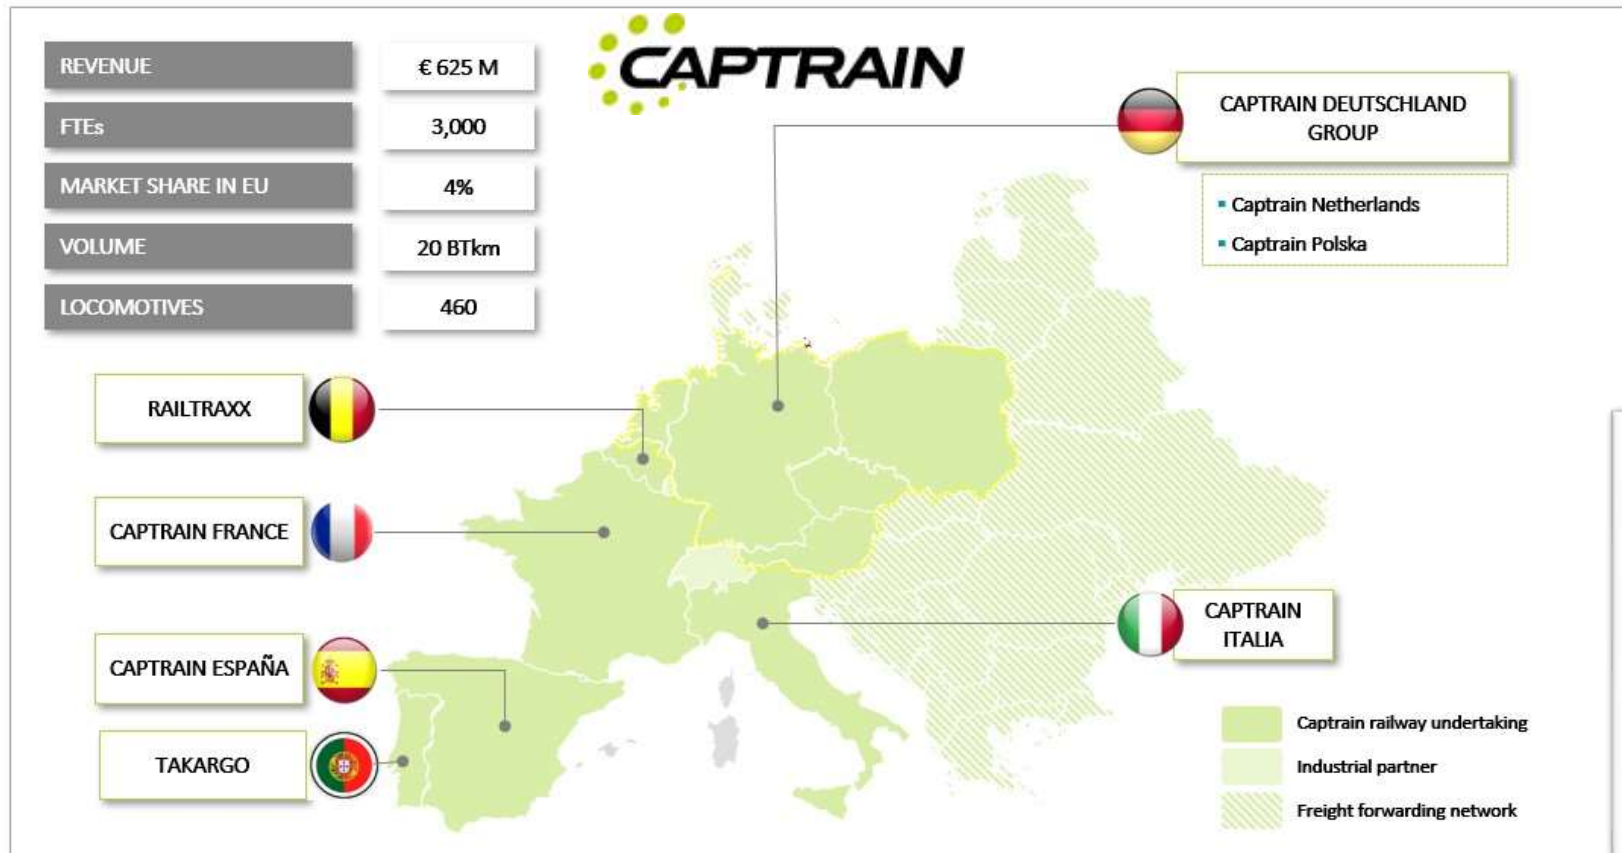 CAPTRAIN
REVENUE € 625 M
FTEs 3,000
MARKET SHARE IN EU 4%
VOLUME 20 BTkm
LOCOMOTIVES 460
CAPTRAIN DEUTSCHLAND
GROUP
▪ Captrain Netherlands
▪ Captrain Polska
RAILTRAXX
CAPTRAIN FRANCE
CAPTRAIN ESPAÑA
TAKARGO
CAPTRAIN
ITALIA
Captrain railway undertaking
Industrial partner
Freight forwarding network